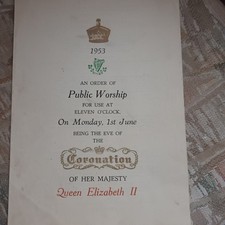 1953
AN ORDER OF
Public Worship
FOR USE AT
ELEVEN O'CLOCK,
On Monday, 1st June
BEING THE EVE OF
THE
Coronation
OF HER MAJESTY
Queen Elizabeth II